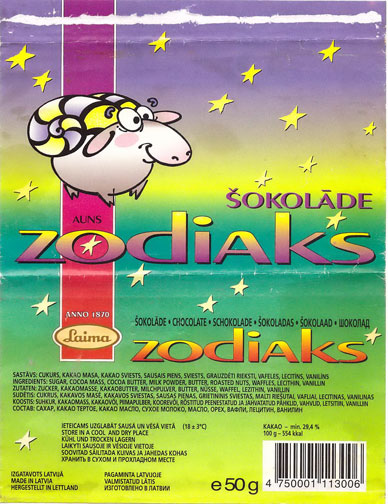 ŠOKOLĀDE
AUNS
zodiaks
ANNO 1870
Laima
ŠOKOLĀDE • CHOCOLATE • SCHOKOLADE • ŠOKOLADAS • ŠOKOLAAD • ШОКОЛАД
zodiaks
SASTĀVS: CUKURS, KAKAO MASA, KAKAO SVIESTS, SAUSAIS PIENS, SVIESTS, GRAUZDĒTI RIEKSTI, VAFELES, LECITĪNS, VANILĪNS
INGREDIENTS: SUGAR, COCOA MASS, COCOA BUTTER, MILK POWDER, BUTTER, ROASTED NUTS, WAFFLES, LECITHIN, VANILLIN
ZUTATEN: ZUCKER, KAKAOMASSE, KAKAOBUTTER, MILCHPULVER, BUTTER, NÜSSE, WAFFEL, LEZITHIN, VANILLIN
SUDĖTIS: CUKRUS, KAKAVOS MASĖ, KAKAVOS SVIESTAS, SAUSAS PIENAS, GRIETININIS SVIESTAS, MALTI RIEŠUTAI, VAFLIAI, LECITINAS, VANILINAS
KOOSTIS: SUHKUR, KAKAOMASS, KAKAOVÕI, PIIMAPULBER, KOOREVÕI, RÖSTITUD PEENESTATUD JA JAHVATATUD PÄHKLID, VAHVLID, LETSITIIN, VANILLIIN
СОСТАВ: САХАР, КАКАО ТЕРТОЕ, КАКАО МАСЛО, СУХОЕ МОЛОКО, МАСЛО, ОРЕХ, ВАФЛИ, ЛЕЦИТИН, ВАНИЛИН
IETEICAMS UZGLABĀT SAUSĀ UN VĒSĀ VIETĀ (18 ± 3°C)
STORE IN A COOL AND DRY PLACE
KÜHL UND TROCKEN LAGERN
LAIKYTI SAUSOJE IR VĖSIOJE VIETOJE
SOOVITAD SÄILITADA KUIVAS JA JAHEDAS KOHAS
ХРАНИТЬ В СУХОМ И ПРОХЛАДНОМ МЕСТЕ
KAKAO – min. 29,4 %
100 g – 554 kkal
IZGATAVOTS LATVIJĀ
MADE IN LATVIA
HERGESTELLT IN LETTLAND
PAGAMINTA LATVIJOJE
VALMISTATUD LÄTIS
ИЗГОТОВЛЕНО В ЛАТВИИ
e 50 g
4 750001 113006